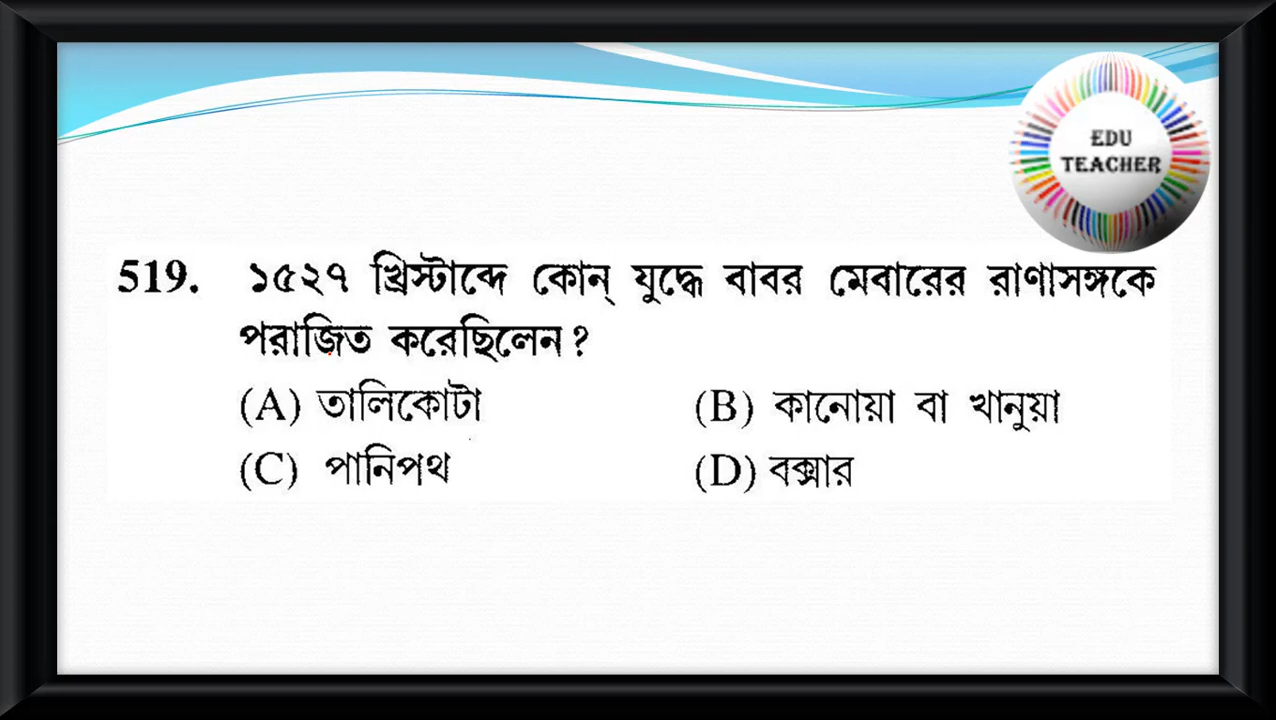 EDU
TEACHER
519. ১৫২৭ খ্রিস্টাব্দে কোন্ যুদ্ধে বাবর মেবারের রাণাসঙ্গকে
পরাজিত করেছিলেন?
(A) তালিকোটা (B) কানোয়া বা খানুয়া
(C) পানিপথ (D) বক্সার